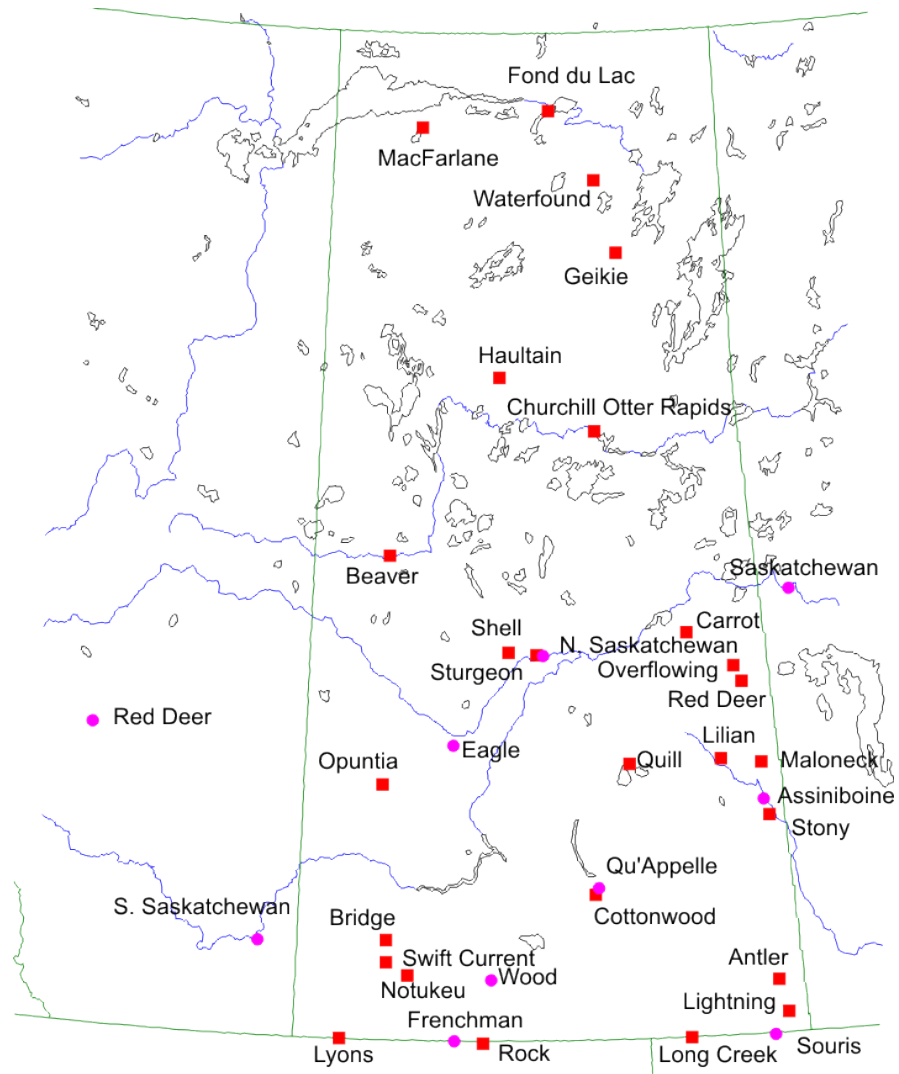 Fond du Lac
MacFarlane
Waterfound
Geikie
Haultain
Churchill Otter Rapids
Beaver
Saskatchewan
Shell
Carrot
N. Saskatchewan
Sturgeon
Overflowing
Red Deer
Red Deer
Lilian
Eagle
Opuntia
Quill
Maloneck
Assiniboine
Stony
Qu'Appelle
S. Saskatchewan
Cottonwood
Bridge
Swift Current
Antler
Wood
Notukeu
Lightning
Frenchman
Souris
Lyons
Rock
Long Creek